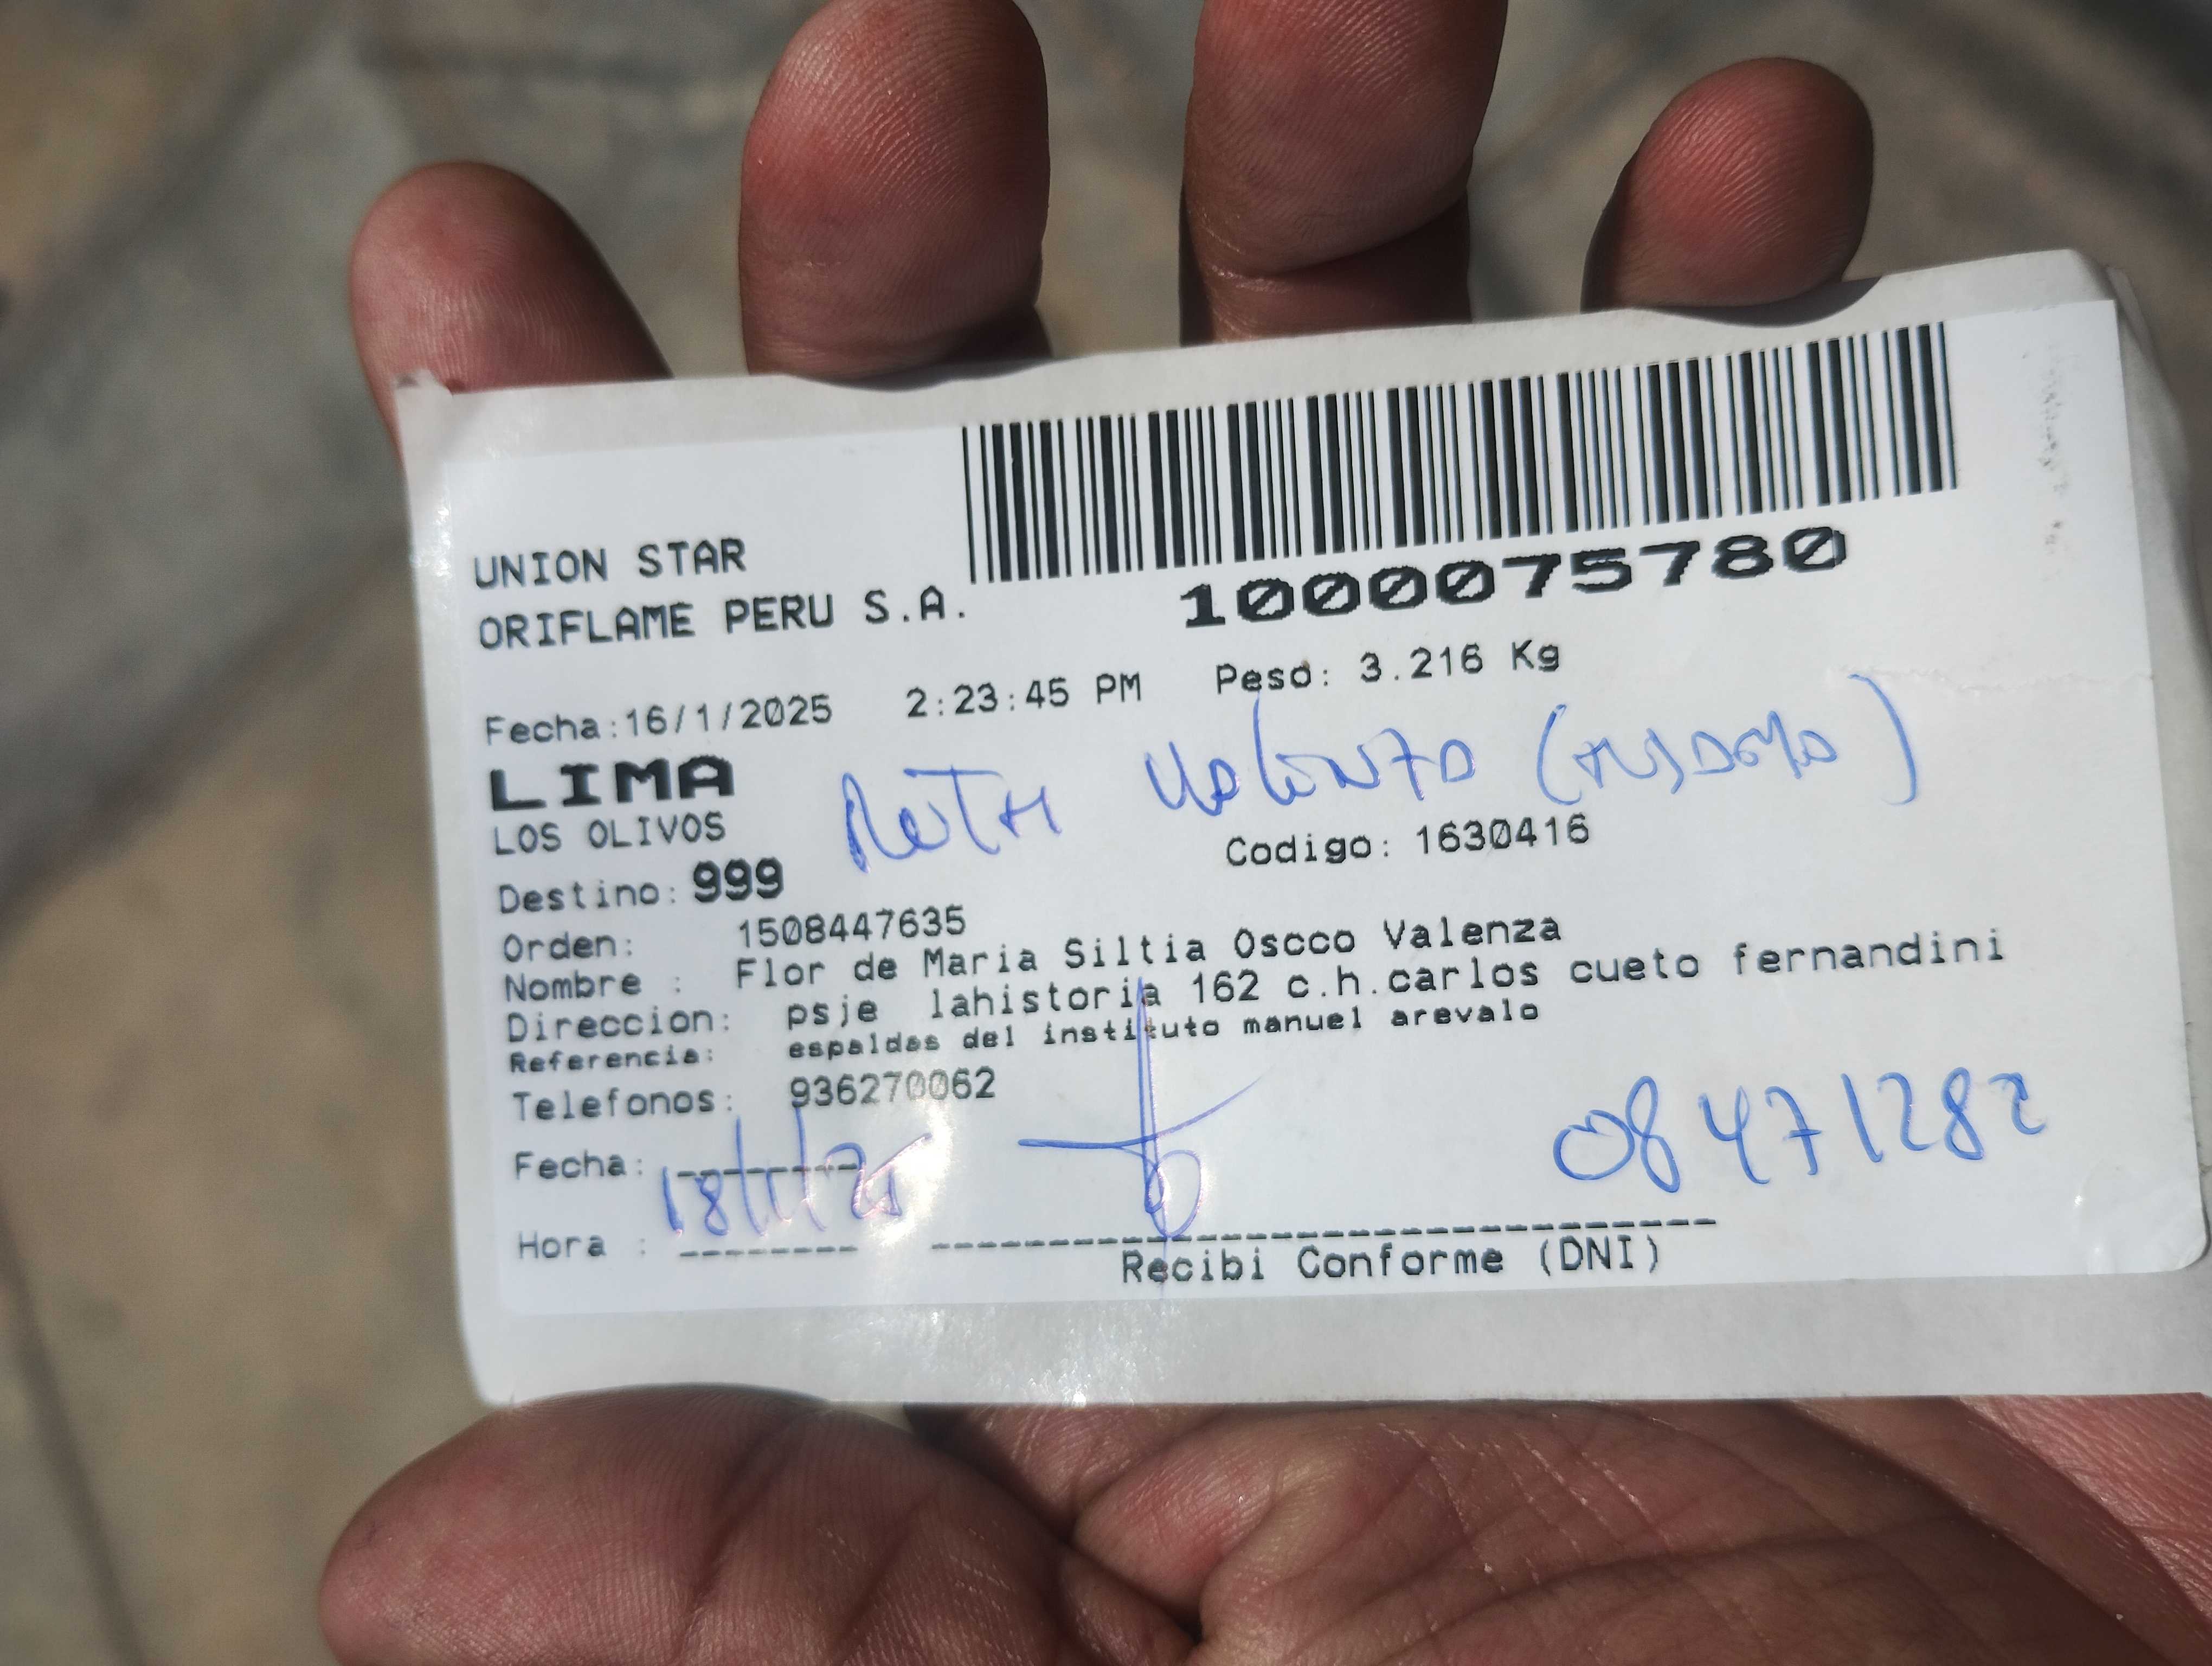 UNION STAR
ORIFLAME PERU S.A.
1000075780
Fecha:16/1/2025 2:23:45 PM Peso: 3.216 Kg
LIMA
RUTH Valenza
LOS OLIVOS
Codigo: 1630416
Destino: 999
Orden: 1508447635
Nombre : Flor de Maria Siltia Oscco Valenza
Direccion: psje lahistoria 162 c.h.carlos cueto fernandini
Referencia: espaldas del instituto manuel arevalo
Telefonos: 936270062
Fecha: 18/1/25
08471282
Hora :
Recibi Conforme (DNI)